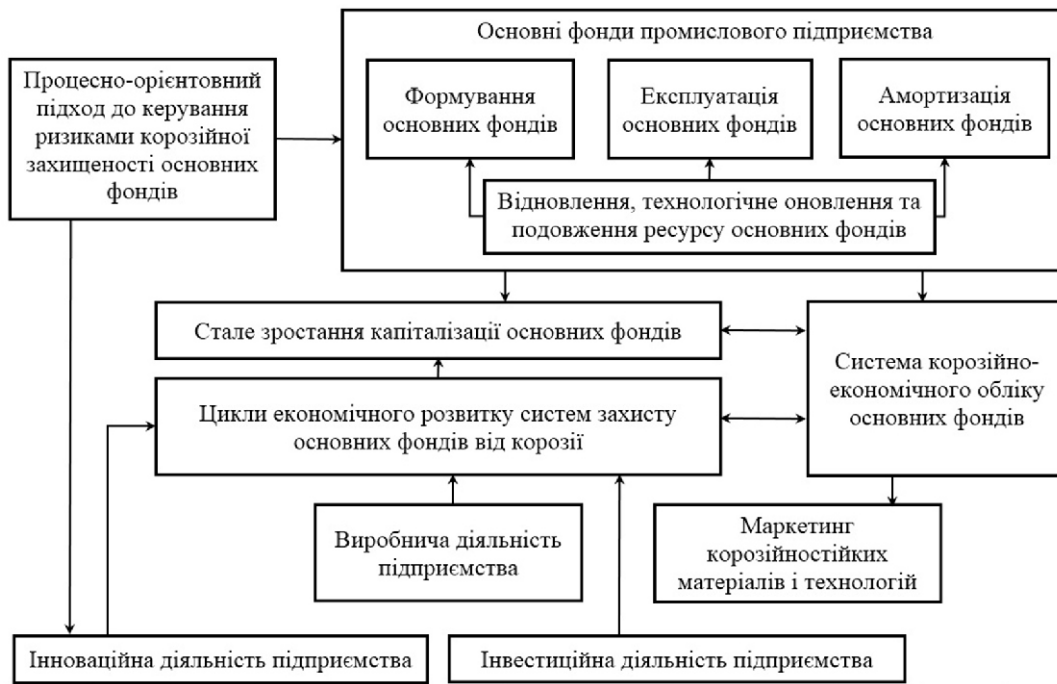 Основні фонди промислового підприємства
Процесно-орієнтовний
підход до керування
ризиками корозійної
захищеності основних
фондів
Формування
основних фондів
Експлуатація
основних фондів
Амортизація
основних фондів
Відновлення, технологічне оновлення та
подовження ресурсу основних фондів
Стале зростання капіталізації основних фондів
Система корозійно-
економічного обліку
основних фондів
Цикли економічного розвитку систем захисту
основних фондів від корозії
Виробнича діяльність
підприємства
Маркетинг
корозійностійких
матеріалів і технологій
Інноваційна діяльність підприємства
Інвестиційна діяльність підприємства